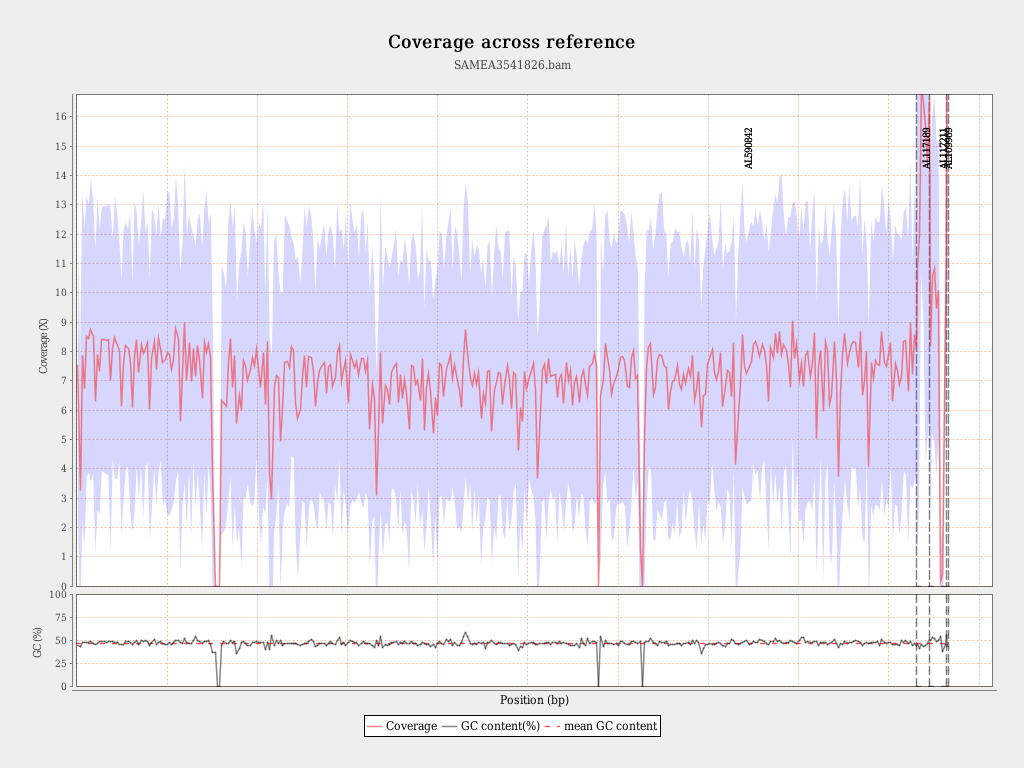 Coverage across reference
SAMEA3541826.bam
Coverage (X)
16
15
14
13
12
11
10
9
8
7
6
5
4
3
2
1
0
AL590842
AL117189
AL117211
AL109969
GC (%)
100
75
50
25
0
Position (bp)
Coverage GC content(%) mean GC content